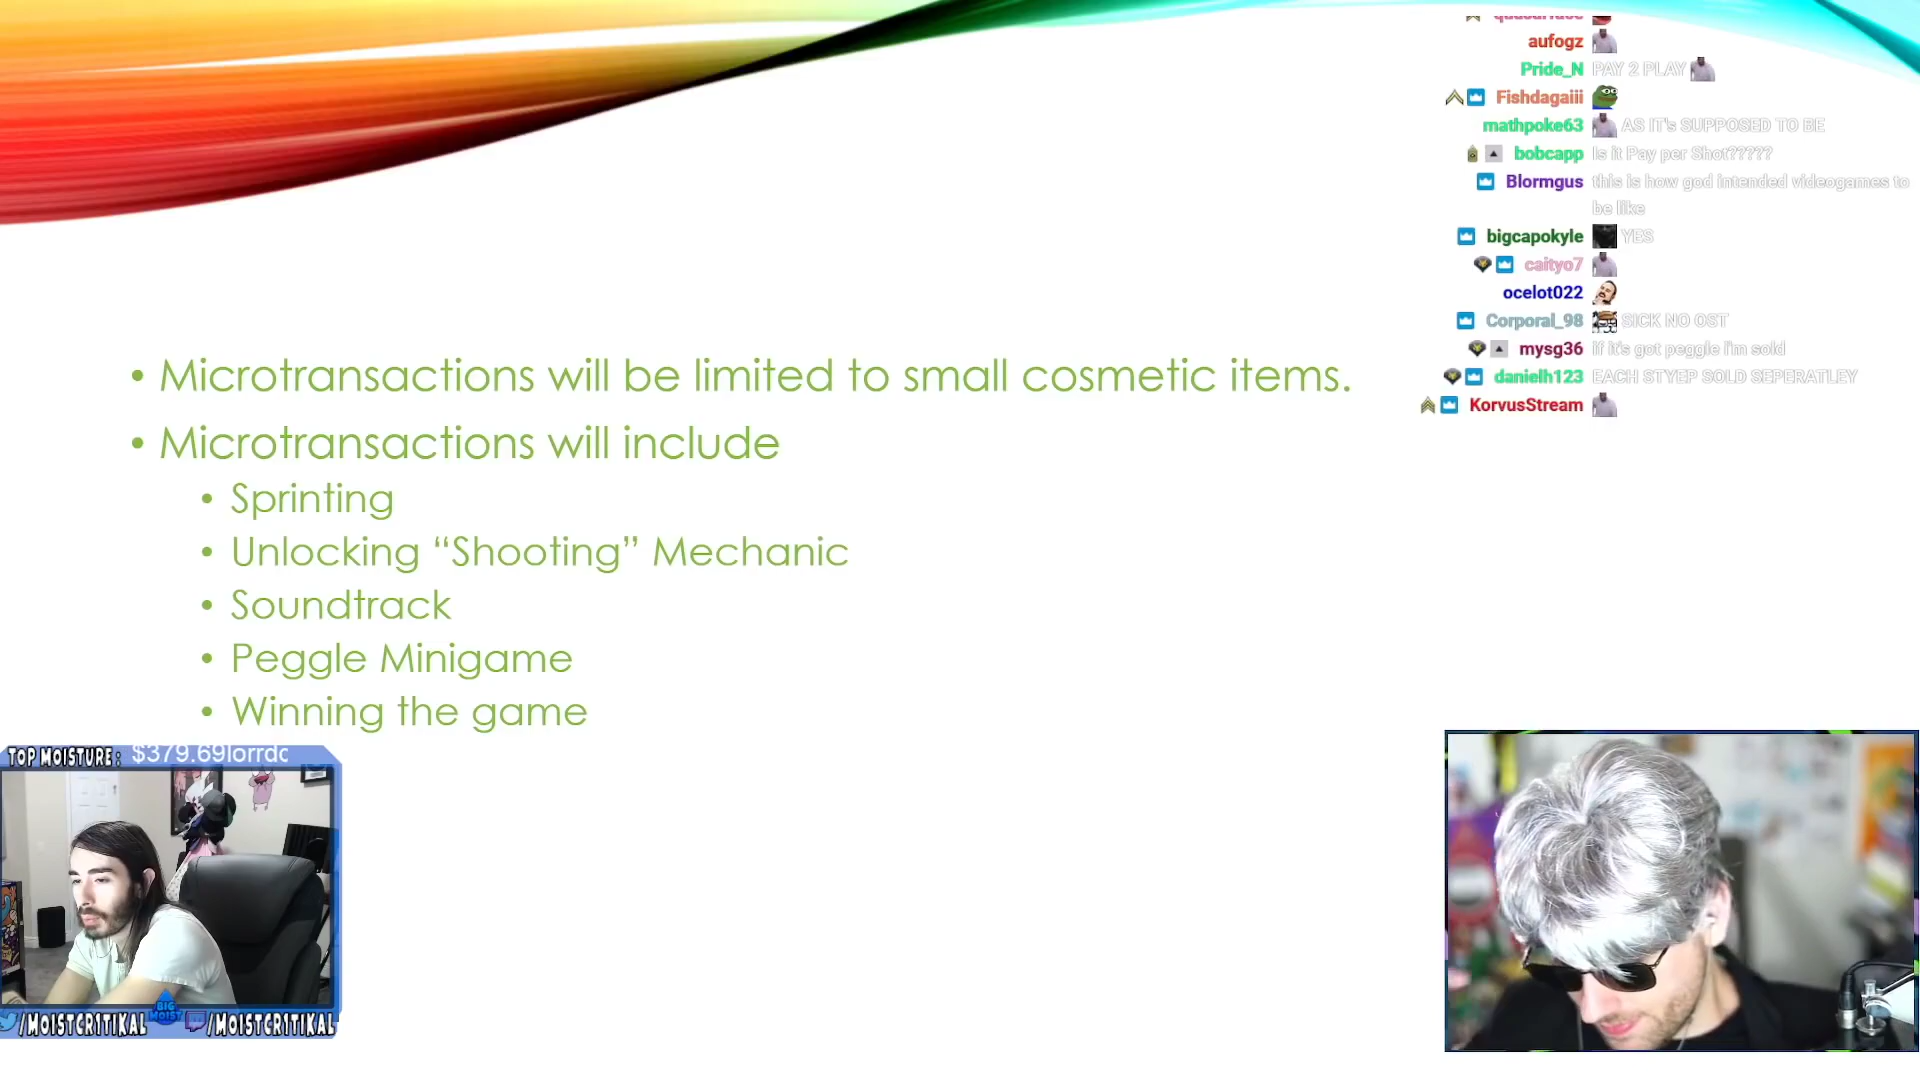 aufogz
Pride_N PAY 2 PLAY
Fishdagaiii
mathpoke63 AS IT's SUPPOSED TO BE
bobcapp Is it Pay per Shot?????
Blormgus this is how god intended videogames to
be like
bigcapokyle YES
caityo7
ocelot022
Corporal_98 SICK NO OST
mysg36 if it's got peggle i'm sold
danielh123 EACH STYEP SOLD SEPERATLEY
KorvusStream
• Microtransactions will be limited to small cosmetic items.
• Microtransactions will include
• Sprinting
• Unlocking “Shooting” Mechanic
• Soundtrack
• Peggle Minigame
• Winning the game
TOP MOISTURE: $379.69lorrdc
BIG
MOIST
/MOISTCR1TIKAL /MOISTCR1TIKAL